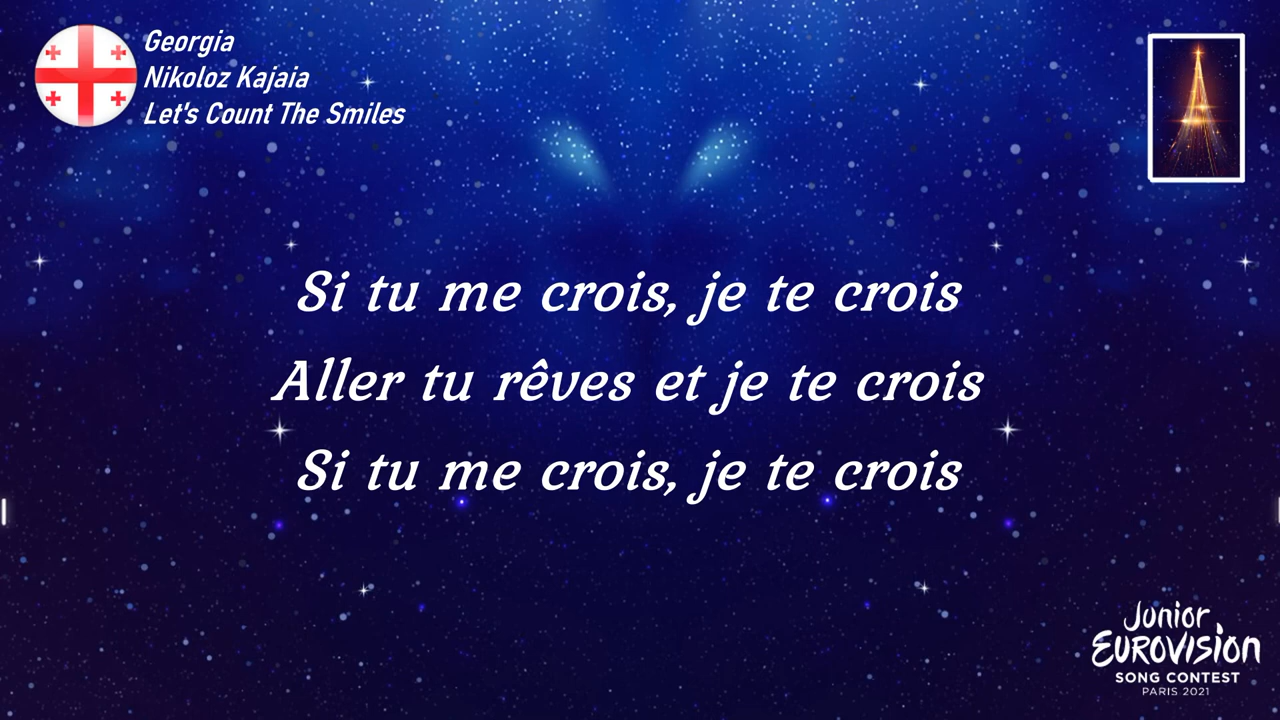 Georgia
Nikoloz Kajaia
Let's Count The Smiles
Si tu me crois, je te crois
Aller tu rêves et je te crois
Si tu me crois, je te crois
Junior
EUROVISION
SONG CONTEST
PARIS 2021